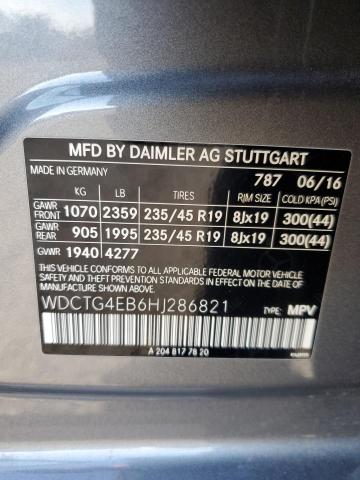 MFD BY DAIMLER AG STUTTGART
MADE IN GERMANY 787 06/16
KG LB TIRES RIM SIZE COLD KPA(PSI)
GAWR FRONT 1070 2359 235/45 R19 8Jx19 300(44)
GAWR REAR 905 1995 235/45 R19 8Jx19 300(44)
GVWR 1940 4277
THIS VEHICLE CONFORMS TO ALL APPLICABLE FEDERAL MOTOR VEHICLE
SAFETY, BUMPER, AND THEFT PREVENTION STANDARDS IN EFFECT ON
THE DATE OF MANUFACTURE SHOWN ABOVE.
WDCTG4EB6HJ286821 TYPE: MPV
A 204 817 78 20